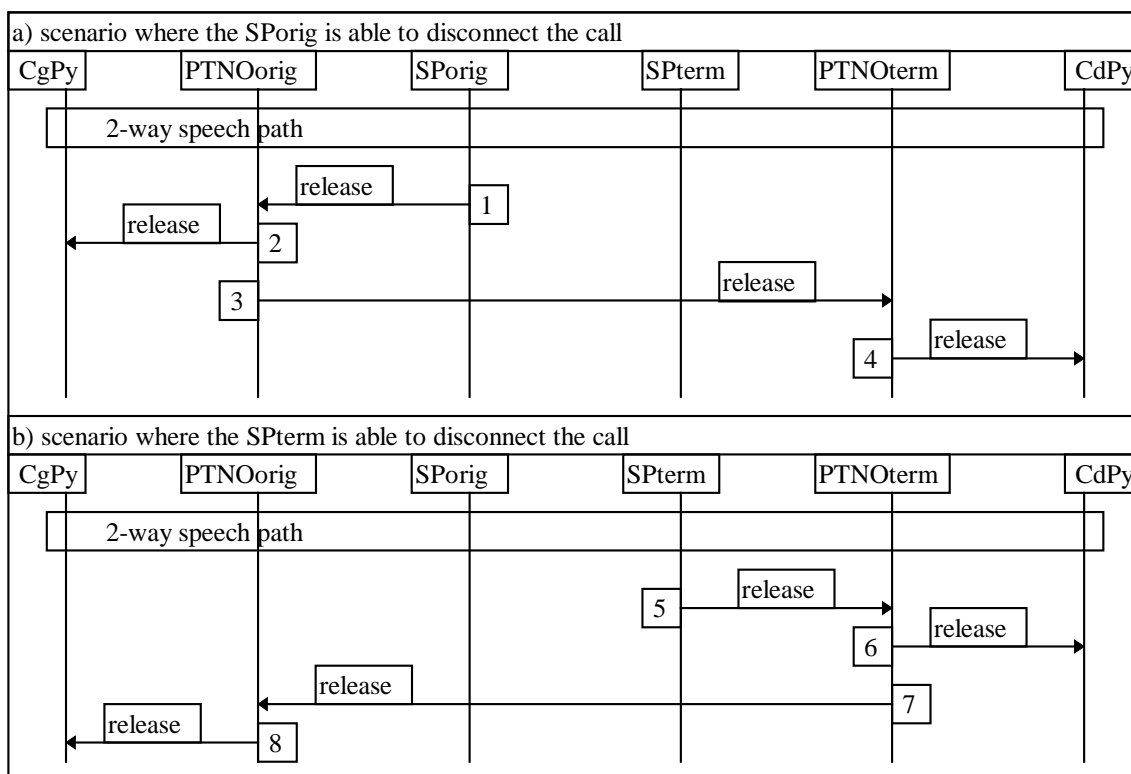 a) scenario where the SPorig is able to disconnect the call
CgPy PTNOorig SPorig SPterm PTNOterm CdPy
2-way speech path
release 1
release 2
3 release
4 release
b) scenario where the SPterm is able to disconnect the call
CgPy PTNOorig SPorig SPterm PTNOterm CdPy
2-way speech path
5 release
6 release
release 7
release 8